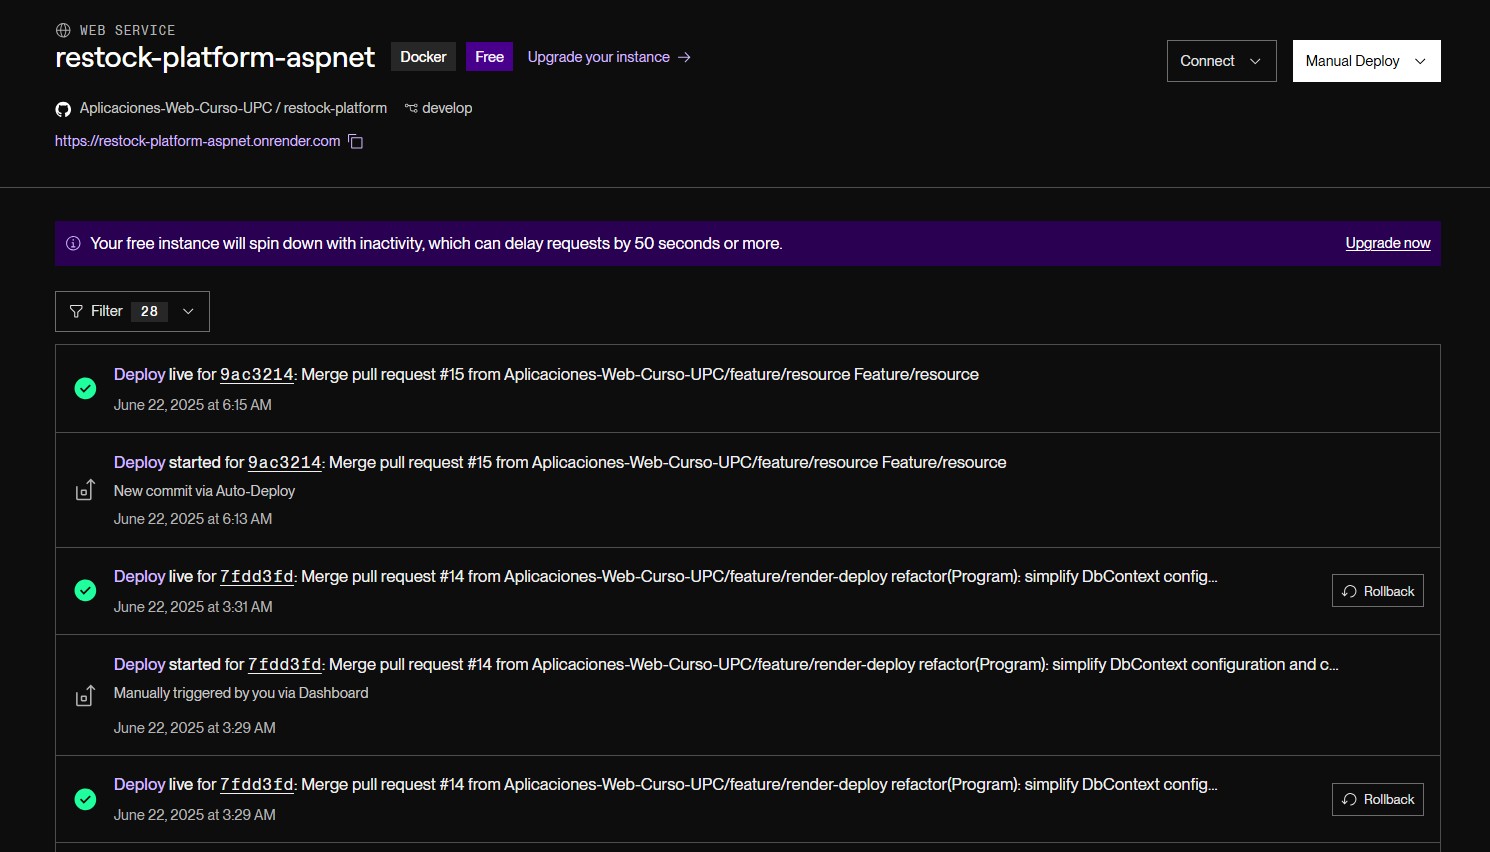 WEB SERVICE
restock-platform-aspnet Docker Free Upgrade your instance →
Connect Manual Deploy
Aplicaciones-Web-Curso-UPC / restock-platform develop
https://restock-platform-aspnet.onrender.com
Your free instance will spin down with inactivity, which can delay requests by 50 seconds or more. Upgrade now
Filter 28
Deploy live for 9ac3214: Merge pull request #15 from Aplicaciones-Web-Curso-UPC/feature/resource Feature/resource
June 22, 2025 at 6:15 AM
Deploy started for 9ac3214: Merge pull request #15 from Aplicaciones-Web-Curso-UPC/feature/resource Feature/resource
New commit via Auto-Deploy
June 22, 2025 at 6:13 AM
Deploy live for 7fdd3fd: Merge pull request #14 from Aplicaciones-Web-Curso-UPC/feature/render-deploy refactor(Program): simplify DbContext config...
Rollback
June 22, 2025 at 3:31 AM
Deploy started for 7fdd3fd: Merge pull request #14 from Aplicaciones-Web-Curso-UPC/feature/render-deploy refactor(Program): simplify DbContext configuration and c...
Manually triggered by you via Dashboard
June 22, 2025 at 3:29 AM
Deploy live for 7fdd3fd: Merge pull request #14 from Aplicaciones-Web-Curso-UPC/feature/render-deploy refactor(Program): simplify DbContext config...
Rollback
June 22, 2025 at 3:29 AM